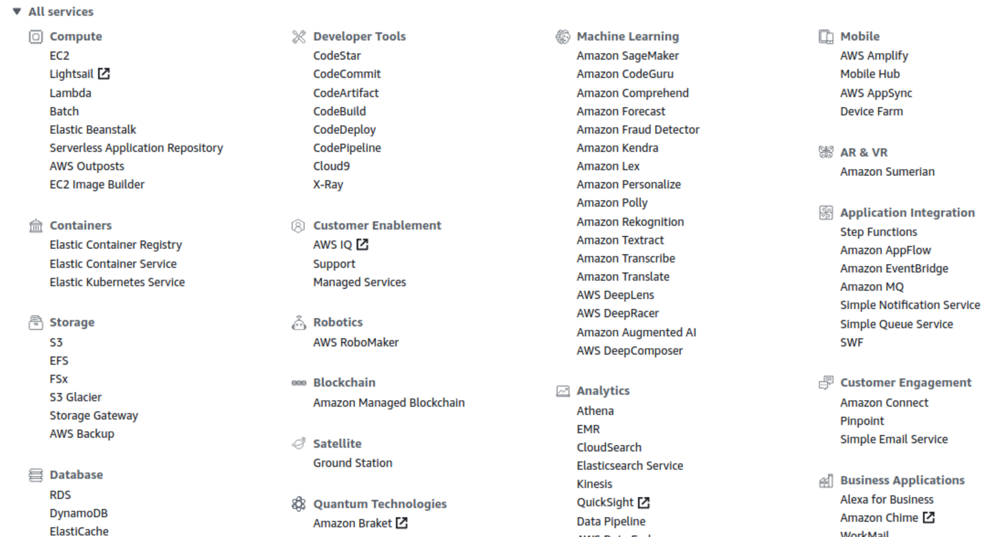 All services
Compute
EC2
Lightsail
Lambda
Batch
Elastic Beanstalk
Serverless Application Repository
AWS Outposts
EC2 Image Builder
Containers
Elastic Container Registry
Elastic Container Service
Elastic Kubernetes Service
Storage
S3
EFS
FSx
S3 Glacier
Storage Gateway
AWS Backup
Database
RDS
DynamoDB
ElastiCache
Developer Tools
CodeStar
CodeCommit
CodeArtifact
CodeBuild
CodeDeploy
CodePipeline
Cloud9
X-Ray
Customer Enablement
AWS IQ
Support
Managed Services
Robotics
AWS RoboMaker
Blockchain
Amazon Managed Blockchain
Satellite
Ground Station
Quantum Technologies
Amazon Braket
Machine Learning
Amazon SageMaker
Amazon CodeGuru
Amazon Comprehend
Amazon Forecast
Amazon Fraud Detector
Amazon Kendra
Amazon Lex
Amazon Personalize
Amazon Polly
Amazon Rekognition
Amazon Textract
Amazon Transcribe
Amazon Translate
AWS DeepLens
AWS DeepRacer
Amazon Augmented AI
AWS DeepComposer
Analytics
Athena
EMR
CloudSearch
Elasticsearch Service
Kinesis
QuickSight
Data Pipeline
AWS Data
Mobile
AWS Amplify
Mobile Hub
AWS AppSync
Device Farm
AR & VR
Amazon Sumerian
Application Integration
Step Functions
Amazon AppFlow
Amazon EventBridge
Amazon MQ
Simple Notification Service
Simple Queue Service
SWF
Customer Engagement
Amazon Connect
Pinpoint
Simple Email Service
Business Applications
Alexa for Business
Amazon Chime
WorkMail